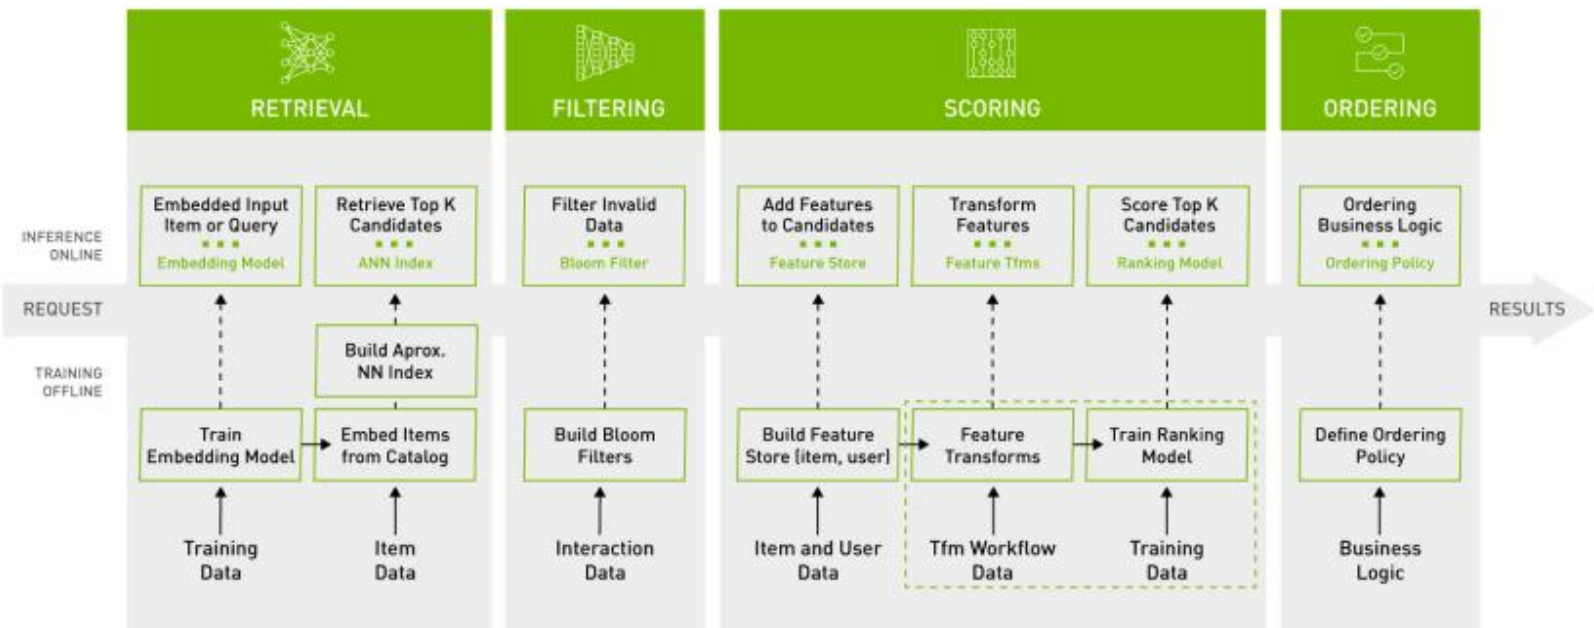 RETRIEVAL
FILTERING
SCORING
ORDERING
INFERENCE
ONLINE
Embedded Input
Item or Query
Embedding Model
Retrieve Top K
Candidates
ANN Index
Filter Invalid
Data
Bloom Filter
Add Features
to Candidates
Feature Store
Transform
Features
Feature Tfms
Score Top K
Candidates
Ranking Model
Ordering
Business Logic
Ordering Policy
REQUEST
RESULTS
TRAINING
OFFLINE
Build Aprox.
NN Index
Train
Embedding Model
Embed Items
from Catalog
Build Bloom
Filters
Build Feature
Store (item, user)
Feature
Transforms
Train Ranking
Model
Define Ordering
Policy
Training
Data
Item
Data
Interaction
Data
Item and User
Data
Tfm Workflow
Data
Training
Data
Business
Logic